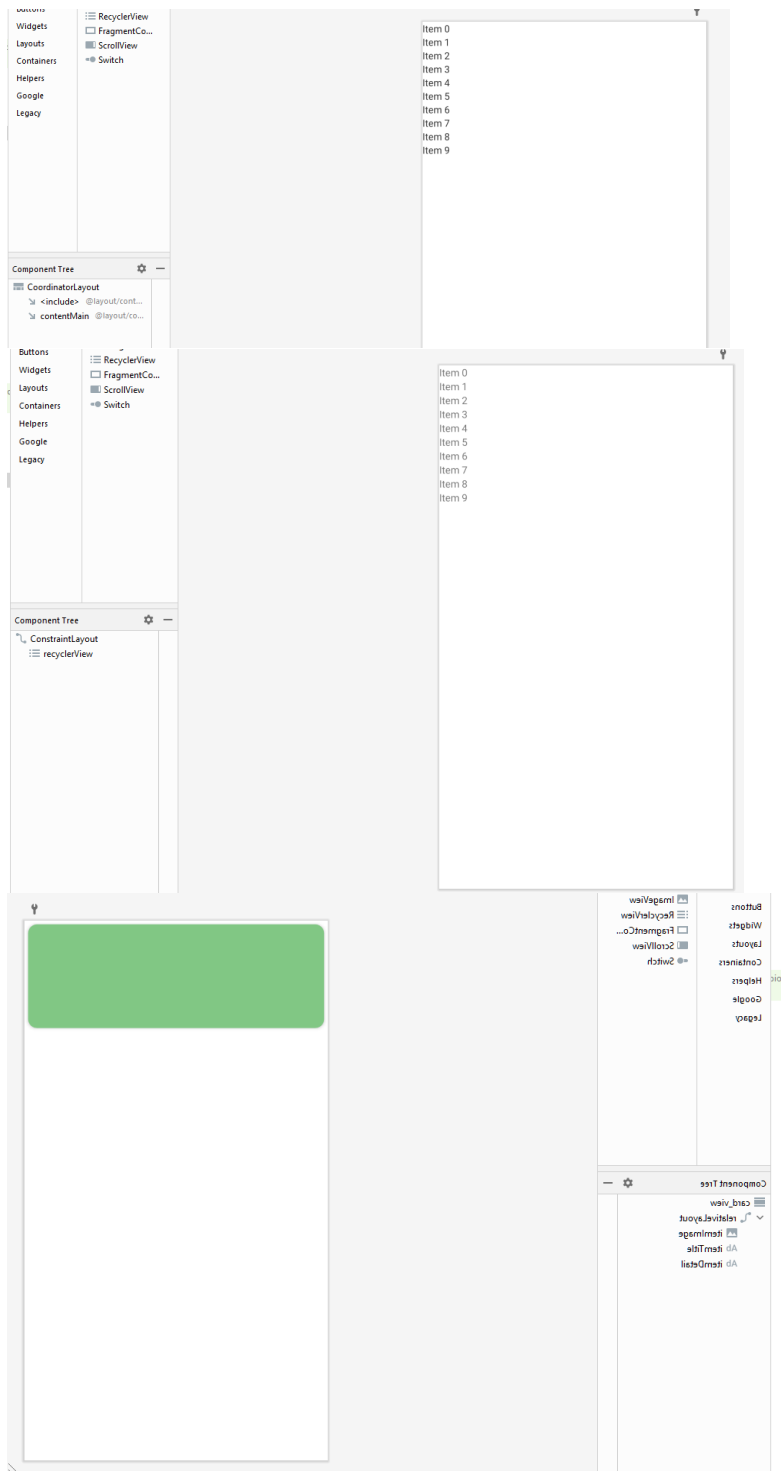 Buttons
Widgets
Layouts
Containers
Helpers
Google
Legacy
RecyclerView
FragmentCo...
ScrollView
Switch
Item 0
Item 1
Item 2
Item 3
Item 4
Item 5
Item 6
Item 7
Item 8
Item 9
Component Tree
CoordinatorLayout
<include> @layout/cont...
contentMain @layout/co...
Buttons
Widgets
Layouts
Containers
Helpers
Google
Legacy
RecyclerView
FragmentCo...
ScrollView
Switch
Item 0
Item 1
Item 2
Item 3
Item 4
Item 5
Item 6
Item 7
Item 8
Item 9
Component Tree
ConstraintLayout
recyclerView
Buttons
Widgets
Layouts
Containers
Helpers
Google
Legacy
ImageView
RecyclerView
FragmentCo...
ScrollView
Switch
Component Tree
card_view
relativeLayout
itemImage
Ab itemTitle
Ab itemDetail